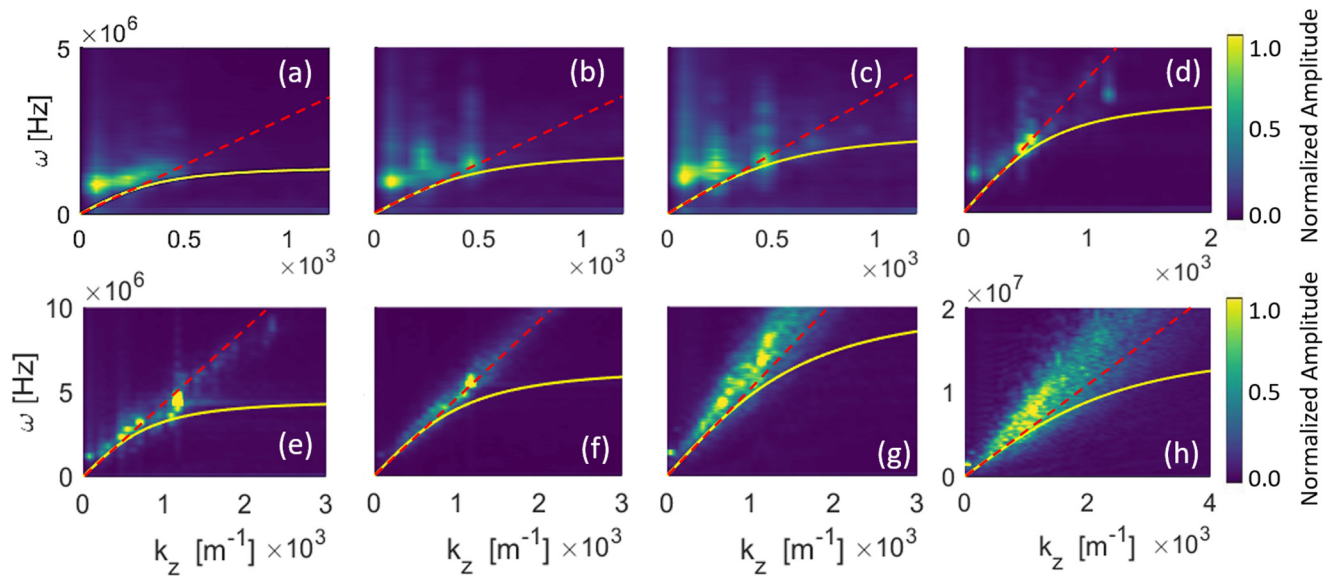 ×10⁶
5
0
ω [Hz]
(a)
(b)
(c)
(d)
0 0.5 1
×10³
0 0.5 1
×10³
0 0.5 1
×10³
0 1 2
×10³
1.0
0.5
0.0
Normalized Amplitude
×10⁶
10
5
0
ω [Hz]
(e)
(f)
(g)
×10⁷
2
1
0
(h)
0 1 2 3
0 1 2 3
0 1 2 3
0 2 4
k_z [m⁻¹] ×10³
k_z [m⁻¹] ×10³
k_z [m⁻¹] ×10³
k_z [m⁻¹] ×10³
1.0
0.5
0.0
Normalized Amplitude